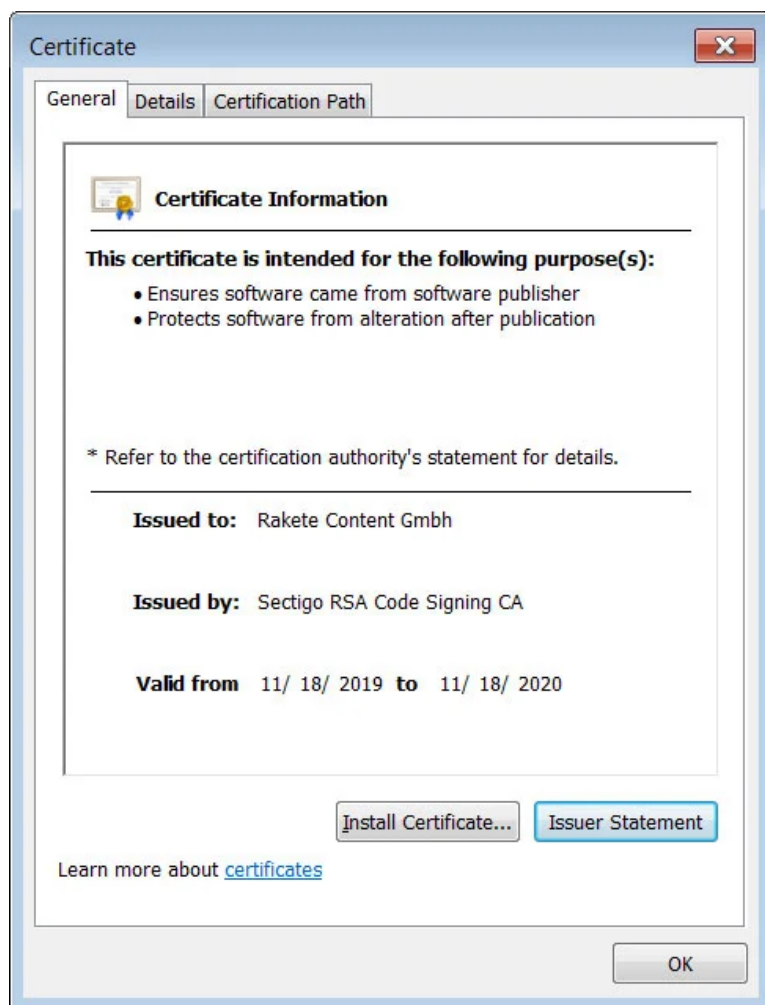 Certificate
General Details Certification Path
Certificate Information
This certificate is intended for the following purpose(s):
• Ensures software came from software publisher
• Protects software from alteration after publication
* Refer to the certification authority's statement for details.
Issued to: Rakete Content Gmbh
Issued by: Sectigo RSA Code Signing CA
Valid from 11/ 18/ 2019 to 11/ 18/ 2020
Install Certificate... Issuer Statement
Learn more about certificates
OK